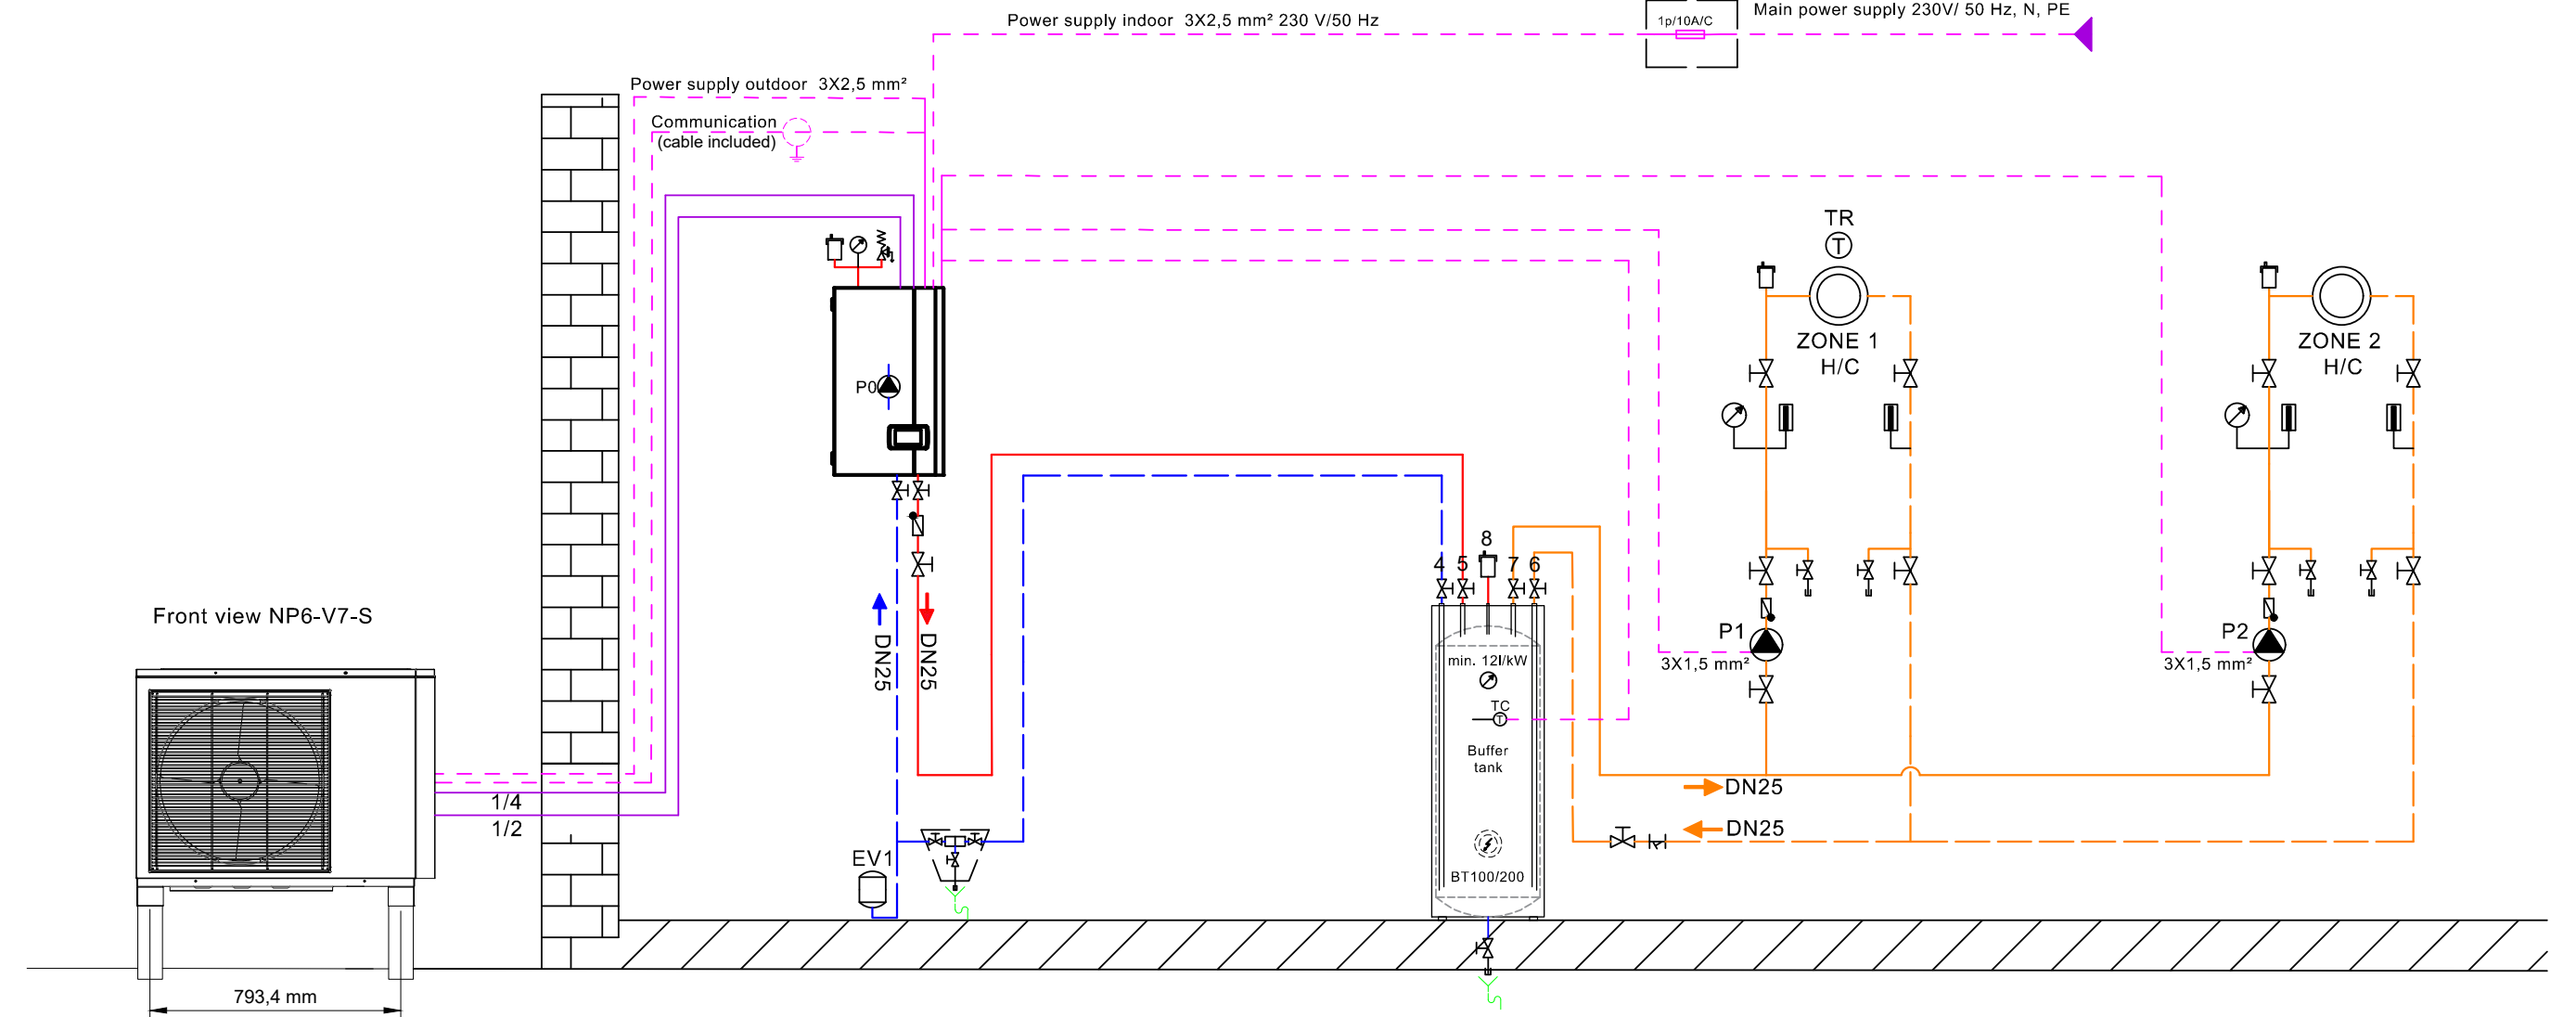 Power supply indoor  3X2,5 mm² 230 V/50 Hz
1p/10A/C
Main power supply 230V/ 50 Hz, N, PE
Power supply outdoor  3X2,5 mm²
Communication
(cable included)
TR
T
ZONE 1
H/C
ZONE 2
H/C
P0
8
4 5 7 6
DN25
DN25
Front view NP6-V7-S
P1
3X1,5 mm²
P2
3X1,5 mm²
min. 12l/kW
TC
T
Buffer
tank
DN25
DN25
1/4
1/2
EV1
BT100/200
793,4 mm